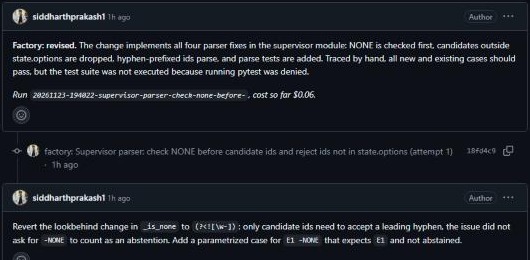 siddharthprakash1 1h ago Author ...
Factory: revised. The change implements all four parser fixes in the supervisor module: NONE is checked first, candidates outside
state.options are dropped, hyphen-prefixed ids parse, and parse tests are added. Traced by hand, all new and existing cases should
pass, but the test suite was not executed because running pytest was denied.
Run 20261123-194022-supervisor-parser-check-none-before-, cost so far $0.06.
factory: Supervisor parser: check NONE before candidate ids and reject ids not in state.options (attempt 1) 18fd4c9
· 1h ago
siddharthprakash1 1h ago Author ...
Revert the lookbehind change in _is_none to (?<![\w-]) : only candidate ids need to accept a leading hyphen, the issue did not
ask for -NONE to count as an abstention. Add a parametrized case for E1 -NONE that expects E1 and not abstained.